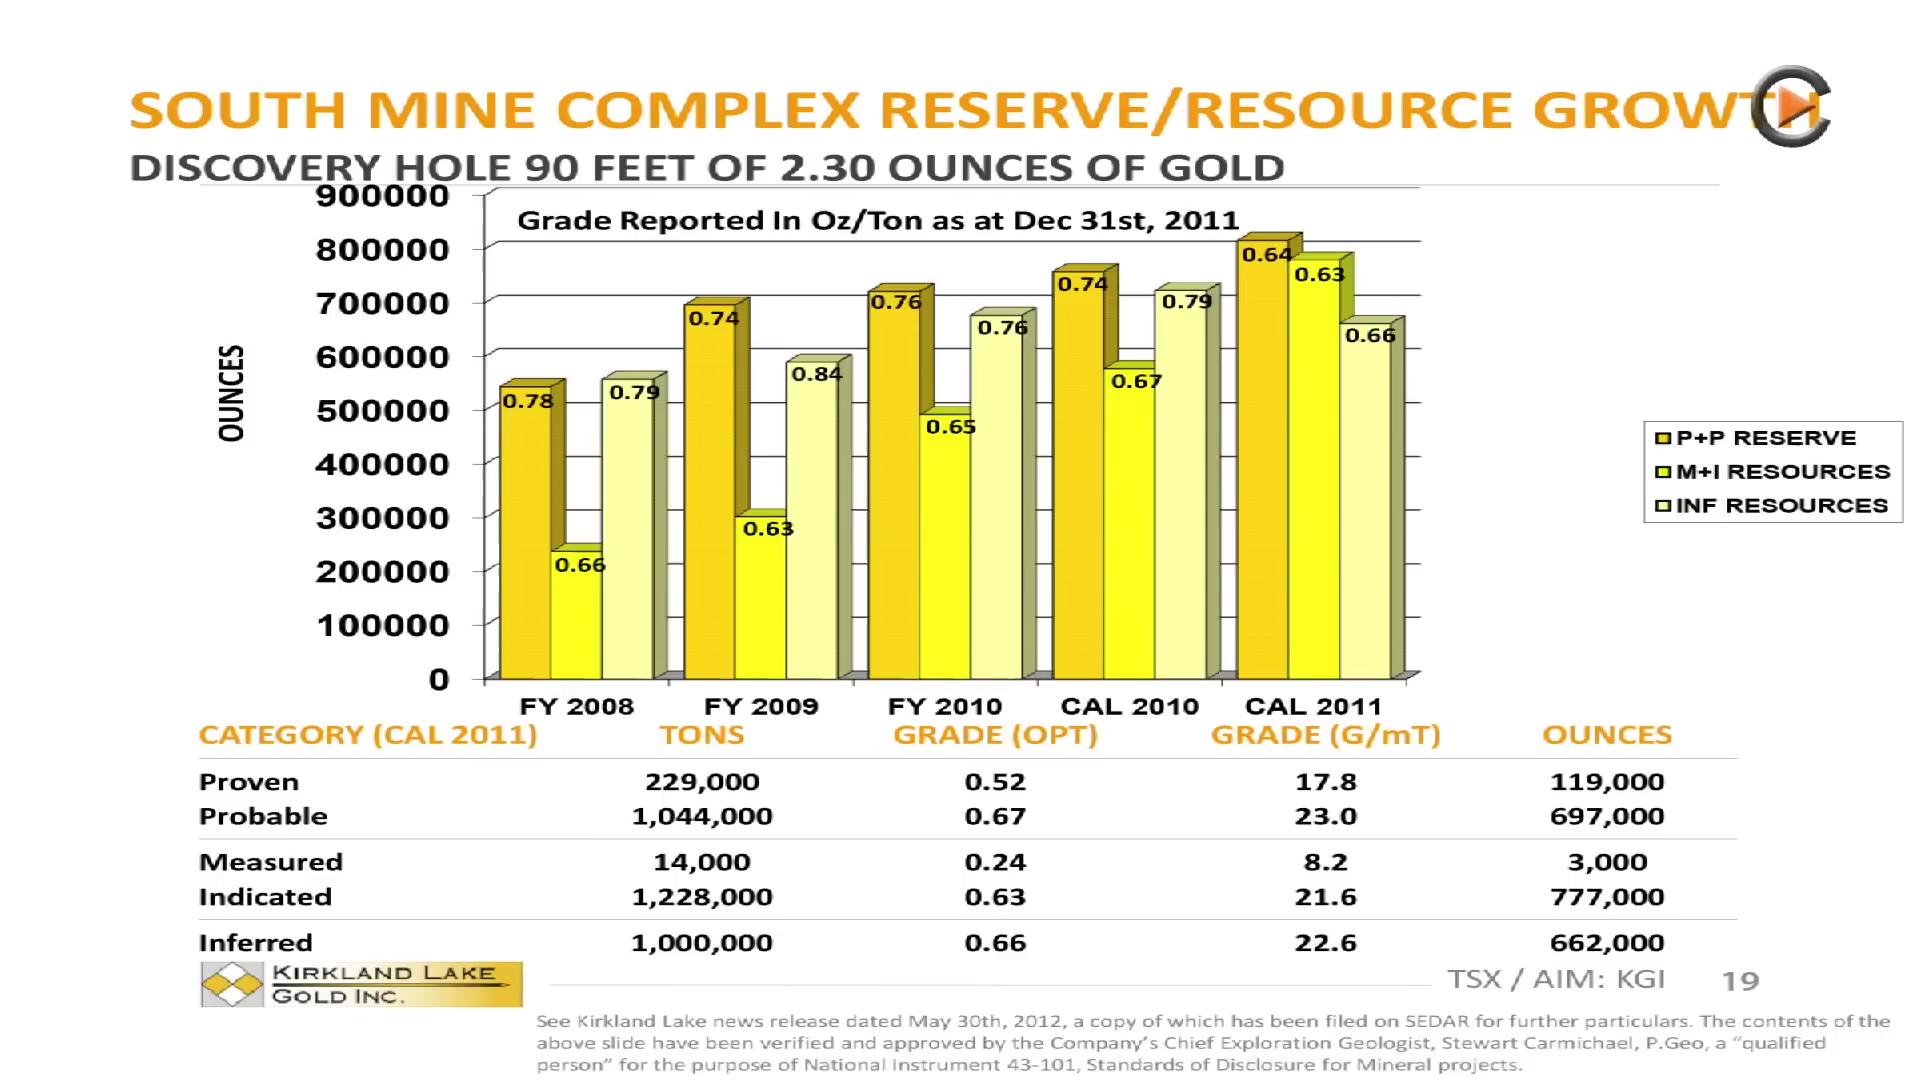 SOUTH MINE COMPLEX RESERVE/RESOURCE GROWTH
DISCOVERY HOLE 90 FEET OF 2.30 OUNCES OF GOLD
Grade Reported In Oz/Ton as at Dec 31st, 2011
OUNCES
900000
800000
700000
600000
500000
400000
300000
200000
100000
0
0.78
0.66
0.79
0.74
0.63
0.84
0.76
0.65
0.76
0.74
0.67
0.79
0.64
0.63
0.66
P+P RESERVE
M+I RESOURCES
INF RESOURCES
FY 2008 FY 2009 FY 2010 CAL 2010 CAL 2011
CATEGORY (CAL 2011) TONS GRADE (OPT) GRADE (G/mT) OUNCES
Proven 229,000 0.52 17.8 119,000
Probable 1,044,000 0.67 23.0 697,000
Measured 14,000 0.24 8.2 3,000
Indicated 1,228,000 0.63 21.6 777,000
Inferred 1,000,000 0.66 22.6 662,000
KIRKLAND LAKE
GOLD INC.
TSX / AIM: KGI 19
See Kirkland Lake news release dated May 30th, 2012, a copy of which has been filed on SEDAR for further particulars. The contents of the
above slide have been verified and approved by the Company's Chief Exploration Geologist, Stewart Carmichael, P.Geo, a "qualified
person" for the purpose of National Instrument 43-101, Standards of Disclosure for Mineral projects.